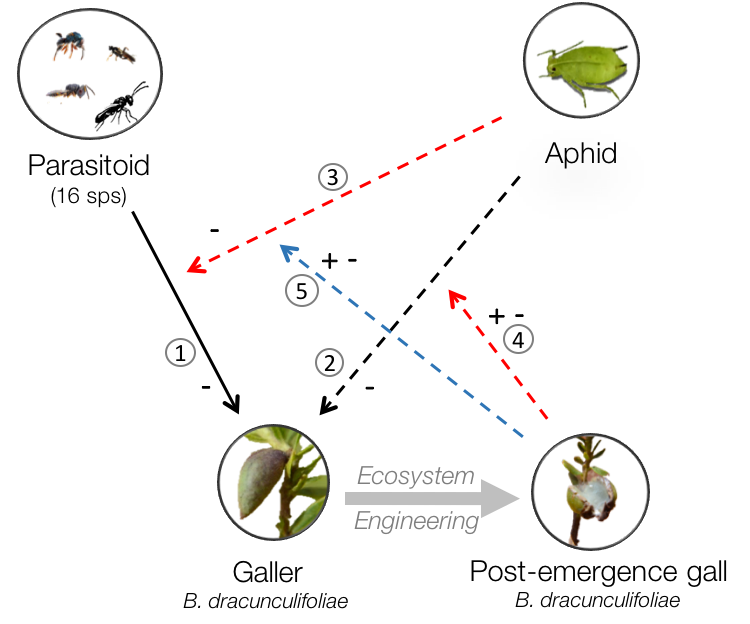 Parasitoid
(16 sps)
Aphid
3
-
+ -
5
+ -
4
1
-
2
-
Ecosystem
Engineering
Galler
B. dracunculifoliae
Post-emergence gall
B. dracunculifoliae